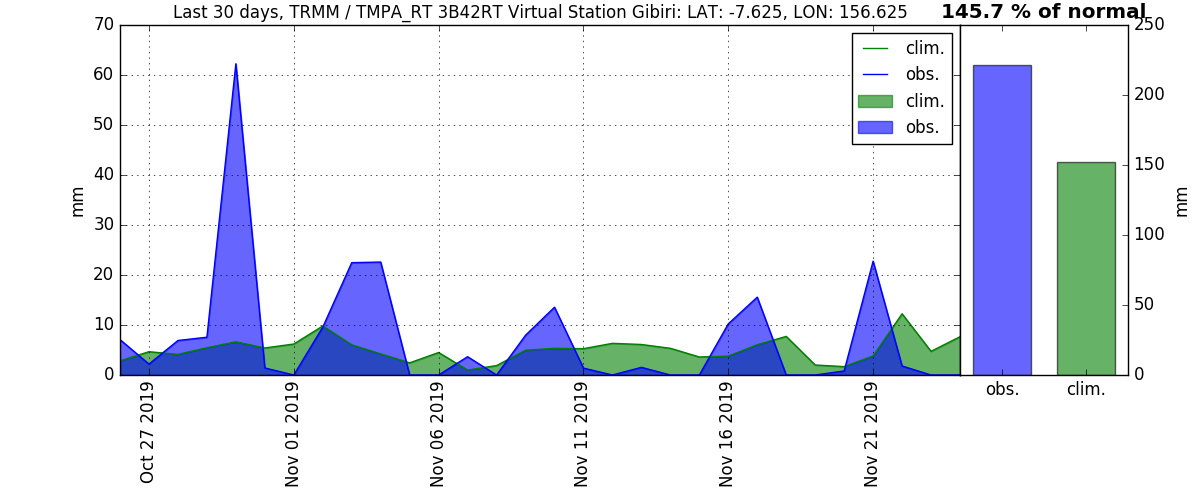 Last 30 days, TRMM / TMPA_RT 3B42RT Virtual Station Gibiri: LAT: -7.625, LON: 156.625
145.7 % of normal
70
60
50
40
30
20
10
0
mm
clim.
obs.
clim.
obs.
250
200
150
100
50
0
mm
Oct 27 2019
Nov 01 2019
Nov 06 2019
Nov 11 2019
Nov 16 2019
Nov 21 2019
obs.
clim.